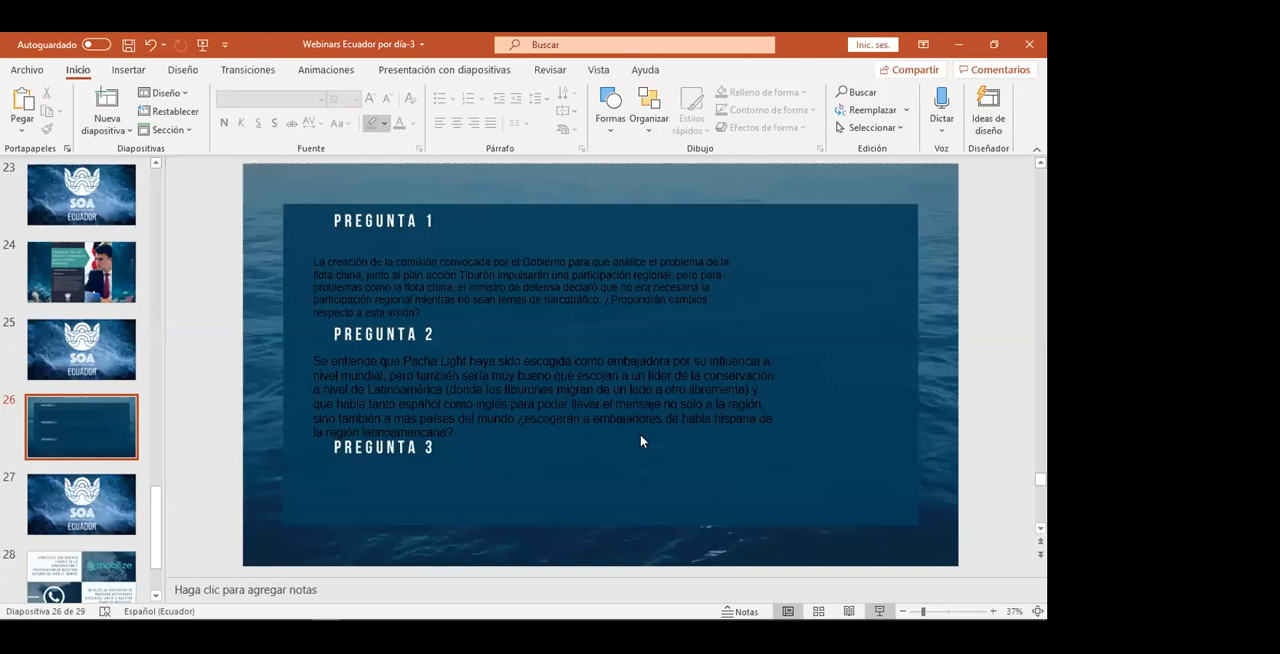 Autoguardado
Webinars Ecuador por día-3
Buscar
Inic. ses.
Archivo
Inicio
Insertar
Diseño
Transiciones
Animaciones
Presentación con diapositivas
Revisar
Vista
Ayuda
Compartir
Comentarios
Pegar
Nueva
diapositiva
Diseño
Restablecer
Sección
32
N K S S ab AV Aa A
Formas
Organizar
Estilos
rápidos
Relleno de forma
Contorno de forma
Efectos de forma
Buscar
Reemplazar
Seleccionar
Dictar
Ideas de
diseño
Portapapeles
Diapositivas
Fuente
Párrafo
Dibujo
Edición
Voz
Diseñador
23
SOA
ECUADOR
24
25
SOA
ECUADOR
26
27
SOA
ECUADOR
28
mobilize
PREGUNTA 1
La creación de la comisión convocada por el Gobierno para que analice el problema de la
flota china, junto al plan acción Tiburón impulsarán una participación regional, pero para
problemas como la flota china, el ministro de defensa declaró que no era necesaria la
participación regional mientras no sean temas de narcotráfico, ¿Propondrán cambios
respecto a esta visión?
PREGUNTA 2
Se entiende que Pacha Light haya sido escogida como embajadora por su influencia a
nivel mundial, pero también sería muy bueno que escojan a un líder de la conservación
a nivel de Latinoamérica (donde los tiburones migran de un lado a otro libremente) y
que hable tanto español como inglés para poder llevar el mensaje no solo a la región,
sino también a más países del mundo ¿escogerán a embajadores de habla hispana de
la región latinoamericana?
PREGUNTA 3
Haga clic para agregar notas
Diapositiva 26 de 29
Español (Ecuador)
Notas
37%